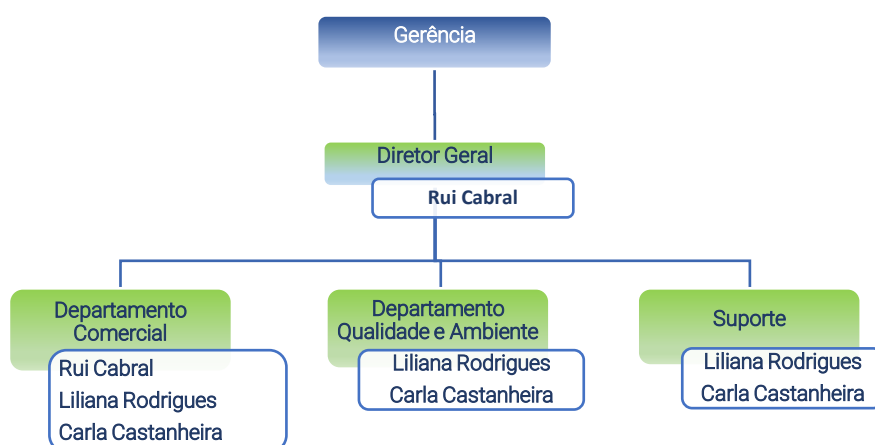 Gerência
Diretor Geral
Rui Cabral
Departamento
Comercial
Rui Cabral
Liliana Rodrigues
Carla Castanheira
Departamento
Qualidade e Ambiente
Liliana Rodrigues
Carla Castanheira
Suporte
Liliana Rodrigues
Carla Castanheira